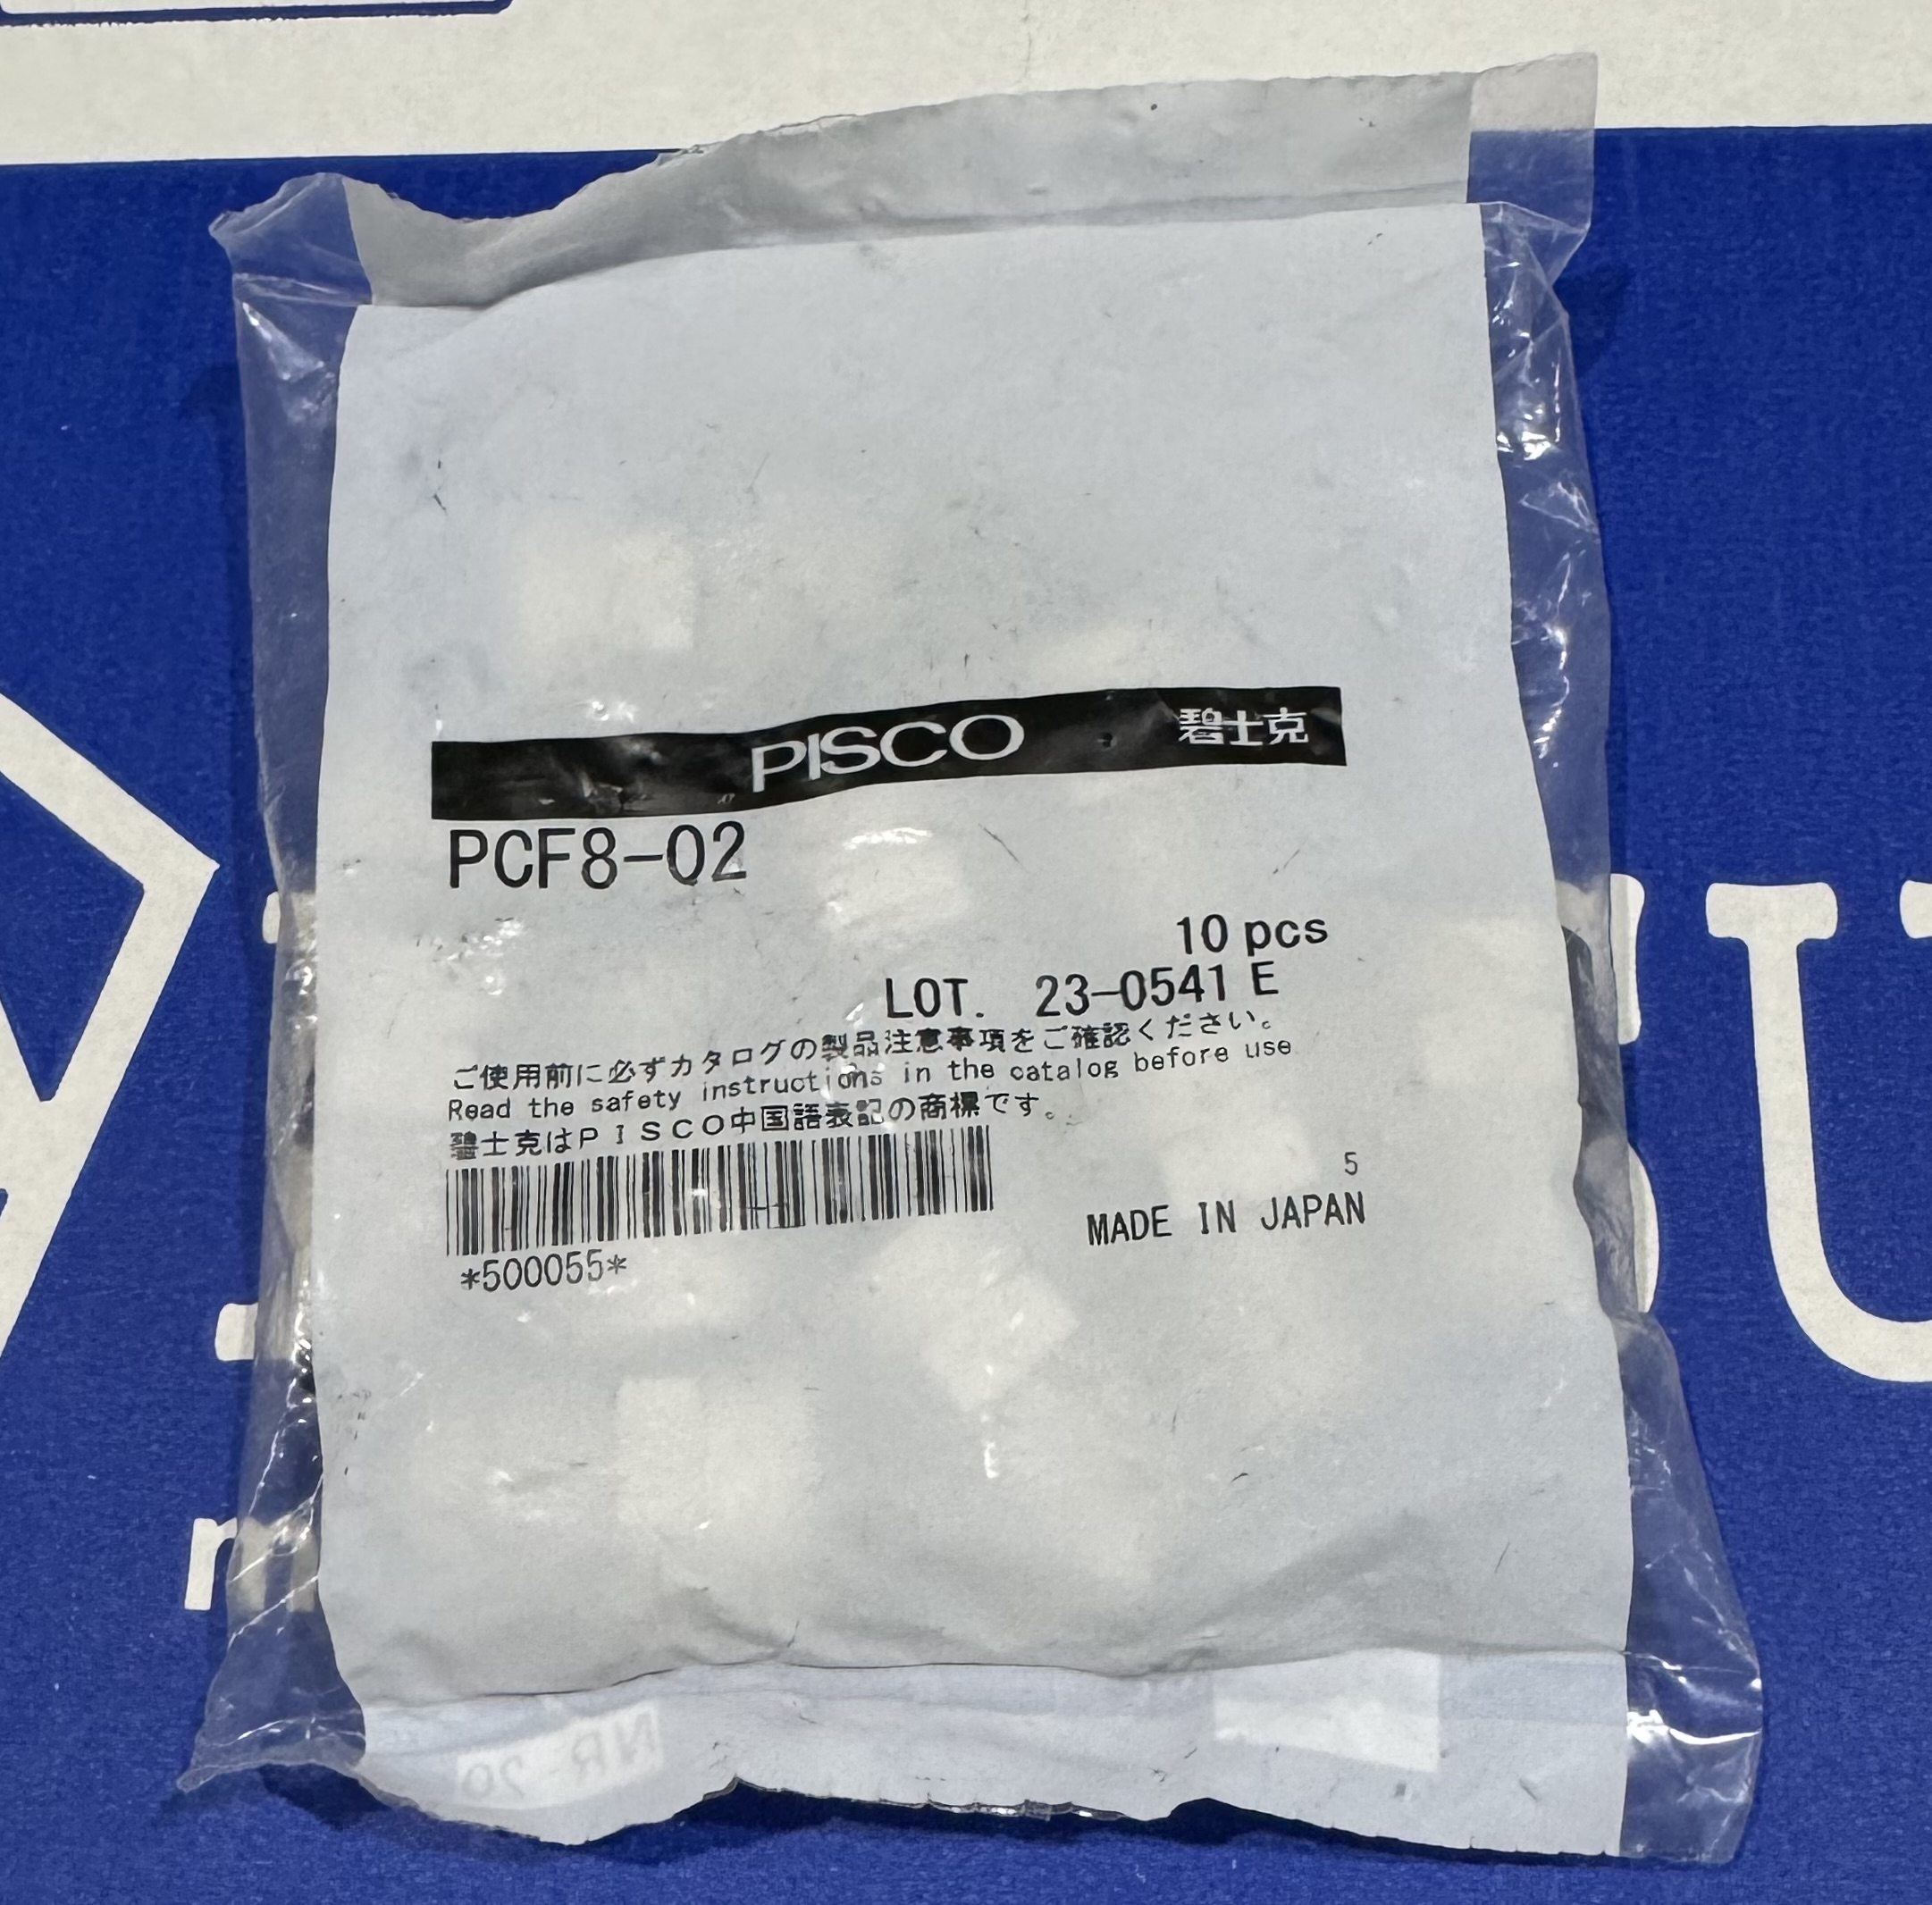 PISCO 碧士克
PCF8-02
10 pcs
LOT. 23-0541 E
ご使用前に必ずカタログの製品注意事項をご確認ください。
Read the safety instructions in the catalog before use
碧士克はＰＩＳＣＯ中国語表記の商標です。
5
MADE IN JAPAN
*500055*
NR-20